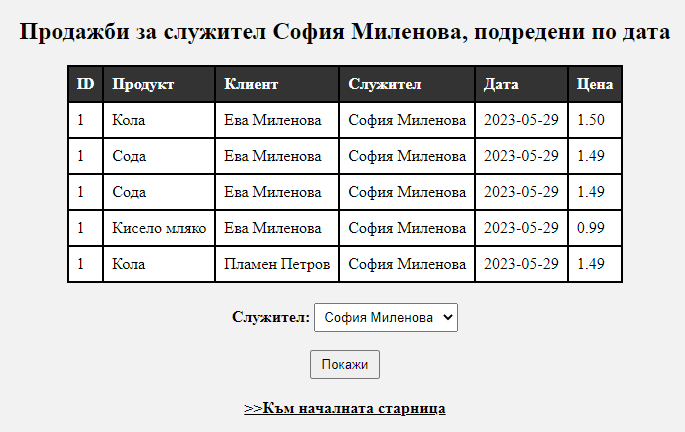 Продажби за служител София Миленова, подредени по дата
ID Продукт Клиент Служител Дата Цена
1 Кола Ева Миленова София Миленова 2023-05-29 1.50
1 Сода Ева Миленова София Миленова 2023-05-29 1.49
1 Сода Ева Миленова София Миленова 2023-05-29 1.49
1 Кисело мляко Ева Миленова София Миленова 2023-05-29 0.99
1 Кола Пламен Петров София Миленова 2023-05-29 1.49
Служител: София Миленова
Покажи
>>Към началната старница